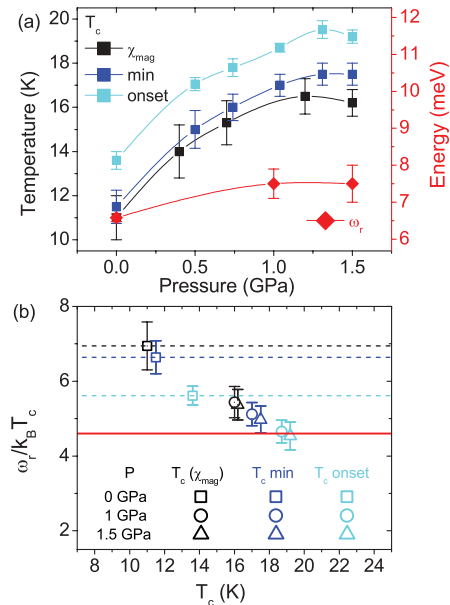 (a)
T_c
χ_mag
min
onset
ω_r
20
18
16
14
12
10
Temperature (K)
12
11
10
9
8
7
6
Energy (meV)
0.0 0.5 1.0 1.5
Pressure (GPa)
(b)
8
6
4
2
ω_r/k_BT_c
P T_c (χ_mag) T_c min T_c onset
0 GPa
1 GPa
1.5 GPa
8 10 12 14 16 18 20 22 24
T_c (K)